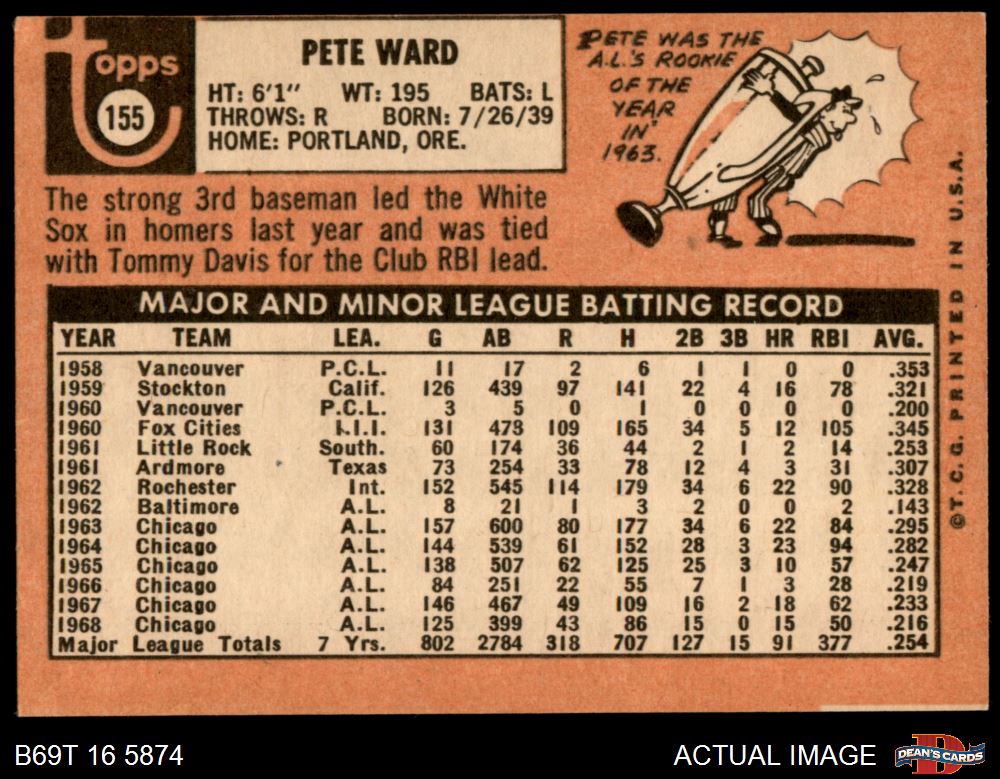 topps
155
PETE WARD
HT: 6'1" WT: 195 BATS: L
THROWS: R BORN: 7/26/39
HOME: PORTLAND, ORE.
PETE WAS THE
A.L.'S ROOKIE
OF THE
YEAR
IN
1963.
The strong 3rd baseman led the White
Sox in homers last year and was tied
with Tommy Davis for the Club RBI lead.
MAJOR AND MINOR LEAGUE BATTING RECORD
YEAR TEAM LEA. G AB R H 2B 3B HR RBI AVG.
1958 Vancouver P.C.L. 11 17 2 6 1 1 0 0 .353
1959 Stockton Calif. 126 439 97 141 22 4 16 78 .321
1960 Vancouver P.C.L. 3 5 0 1 0 0 0 0 .200
1960 Fox Cities I.I.I. 131 478 109 165 34 5 12 105 .345
1961 Little Rock South. 60 174 36 44 2 1 2 14 .253
1961 Ardmore Texas 73 254 33 78 12 4 3 31 .307
1962 Rochester Int. 152 545 114 179 34 6 22 90 .328
1962 Baltimore A.L. 8 21 1 3 2 0 0 2 .143
1963 Chicago A.L. 157 600 80 177 34 6 22 84 .295
1964 Chicago A.L. 144 539 61 152 28 3 23 94 .282
1965 Chicago A.L. 138 507 62 125 25 3 10 57 .247
1966 Chicago A.L. 84 251 22 55 7 1 3 28 .219
1967 Chicago A.L. 146 467 49 109 16 2 18 62 .233
1968 Chicago A.L. 125 399 43 86 15 0 15 50 .216
Major League Totals 7 Yrs. 802 2784 318 707 127 15 91 377 .254
©T.C.G. PRINTED IN U.S.A.
B69T 16 5874
ACTUAL IMAGE
DEAN'S CARDS